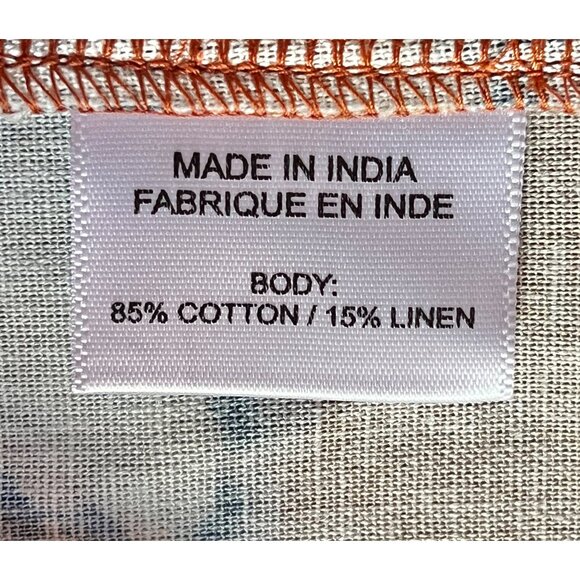 MADE IN INDIA
FABRIQUE EN INDE
BODY:
85% COTTON / 15% LINEN